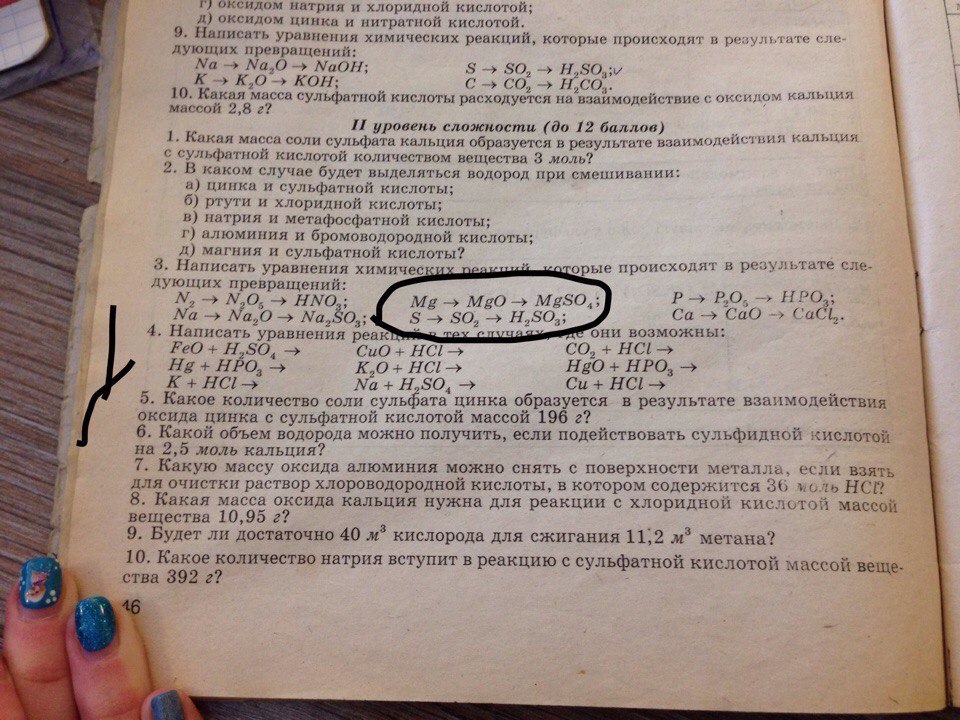 г) оксидом натрия и хлоридной кислотой;
д) оксидом цинка и нитратной кислотой.
9. Написать уравнения химических реакций, которые происходят в результате сле-
дующих превращений:
Na → Na₂O → NaOH; S → SO₂ → H₂SO₃;
K → K₂O → KOH; C → CO₂ → H₂CO₃.
10. Какая масса сульфатной кислоты расходуется на взаимодействие с оксидом кальция
массой 2,8 г?
II уровень сложности (до 12 баллов)
1. Какая масса соли сульфата кальция образуется в результате взаимодействия кальция
с сульфатной кислотой количеством вещества 3 моль?
2. В каком случае будет выделяться водород при смешивании:
а) цинка и сульфатной кислоты;
б) ртути и хлоридной кислоты;
в) натрия и метафосфатной кислоты;
г) алюминия и бромоводородной кислоты;
д) магния и сульфатной кислоты?
3. Написать уравнения химических реакций, которые происходят в результате сле-
дующих превращений:
N₂ → N₂O₅ → HNO₃; Mg → MgO → MgSO₄; P → P₂O₅ → HPO₃;
Na → Na₂O → Na₂SO₃; S → SO₂ → H₂SO₃; Ca → CaO → CaCl₂.
4. Написать уравнения реакций в тех случаях, где они возможны:
FeO + H₂SO₄ → CuO + HCl → CO₂ + HCl →
Hg + HPO₃ → K₂O + HCl → HgO + HPO₃ →
K + HCl → Na + H₂SO₄ → Cu + HCl →
5. Какое количество соли сульфата цинка образуется в результате взаимодействия
оксида цинка с сульфатной кислотой массой 196 г?
6. Какой объем водорода можно получить, если подействовать сульфидной кислотой
на 2,5 моль кальция?
7. Какую массу оксида алюминия можно снять с поверхности металла, если взять
для очистки раствор хлороводородной кислоты, в котором содержится 36 моль HCl?
8. Какая масса оксида кальция нужна для реакции с хлоридной кислотой массой
вещества 10,95 г?
9. Будет ли достаточно 40 м³ кислорода для сжигания 11,2 м³ метана?
10. Какое количество натрия вступит в реакцию с сульфатной кислотой массой веще-
ства 392 г?
46